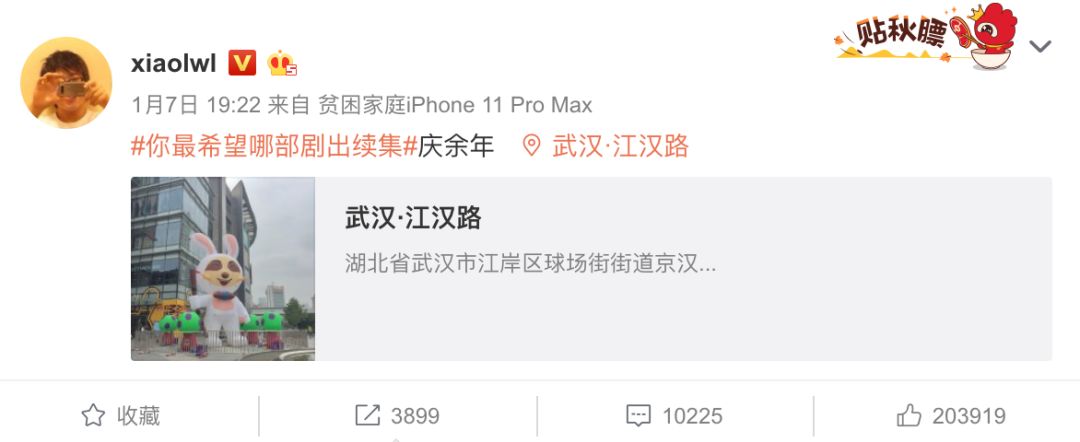 贴秋膘
xiaolwl V 5
1月7日 19:22 来自 贫困家庭iPhone 11 Pro Max
#你最希望哪部剧出续集#庆余年 武汉·江汉路
武汉·江汉路
湖北省武汉市江岸区球场街街道京汉...
收藏 3899 10225 203919